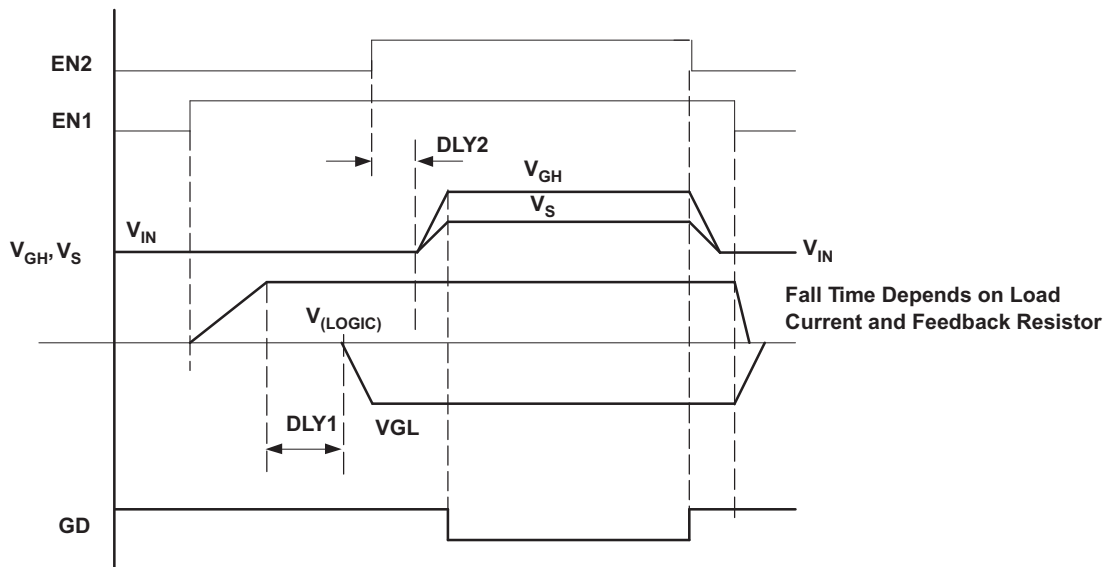 EN2
EN1
DLY2
V_GH
V_S
V_IN
V_GH, V_S
V_IN
Fall Time Depends on Load
Current and Feedback Resistor
V_(LOGIC)
DLY1
VGL
GD